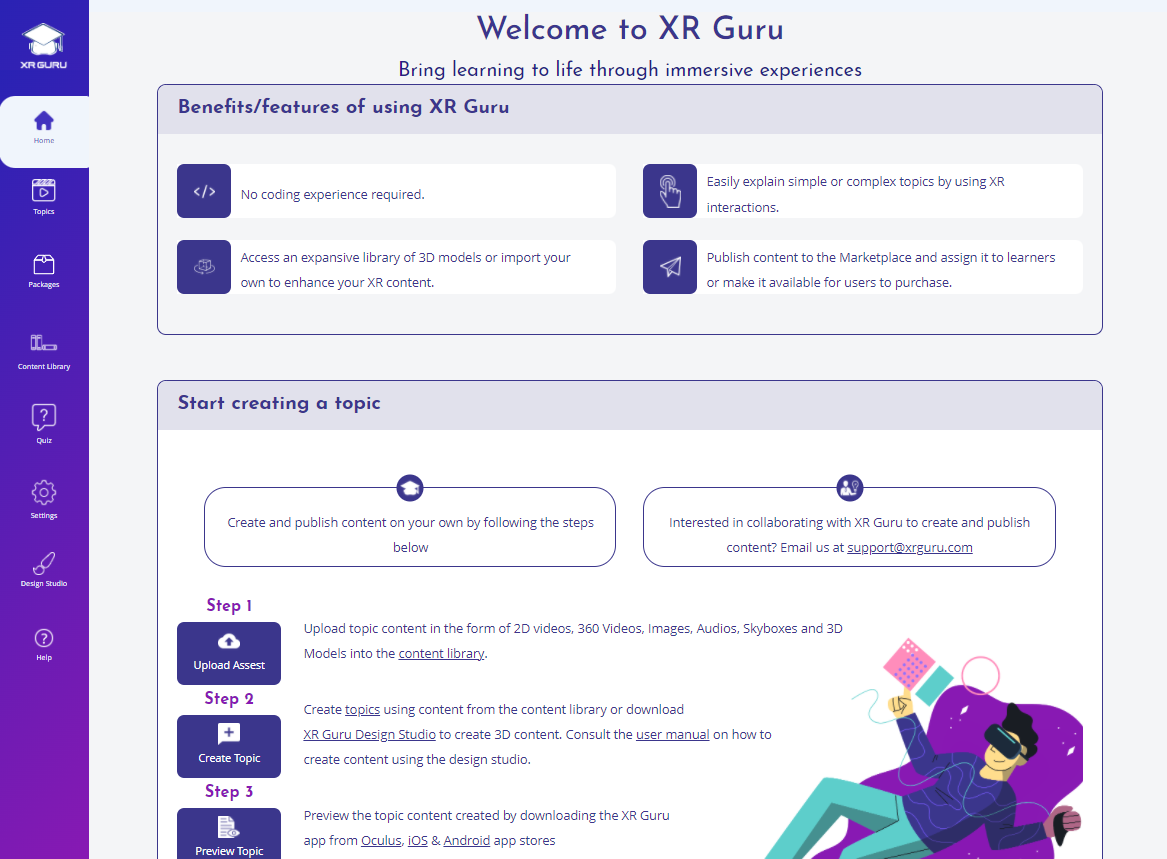 XR GURU
Home
Topics
Packages
Content Library
Quiz
Settings
Design Studio
Help
Welcome to XR Guru
Bring learning to life through immersive experiences
Benefits/features of using XR Guru
No coding experience required.
Easily explain simple or complex topics by using XR
interactions.
Access an expansive library of 3D models or import your
own to enhance your XR content.
Publish content to the Marketplace and assign it to learners
or make it available for users to purchase.
Start creating a topic
Create and publish content on your own by following the steps
below
Interested in collaborating with XR Guru to create and publish
content? Email us at support@xrguru.com
Step 1
Upload Assest
Upload topic content in the form of 2D videos, 360 Videos, Images, Audios, Skyboxes and 3D
Models into the content library.
Step 2
Create Topic
Create topics using content from the content library or download
XR Guru Design Studio to create 3D content. Consult the user manual on how to
create content using the design studio.
Step 3
Preview Topic
Preview the topic content created by downloading the XR Guru
app from Oculus, iOS & Android app stores